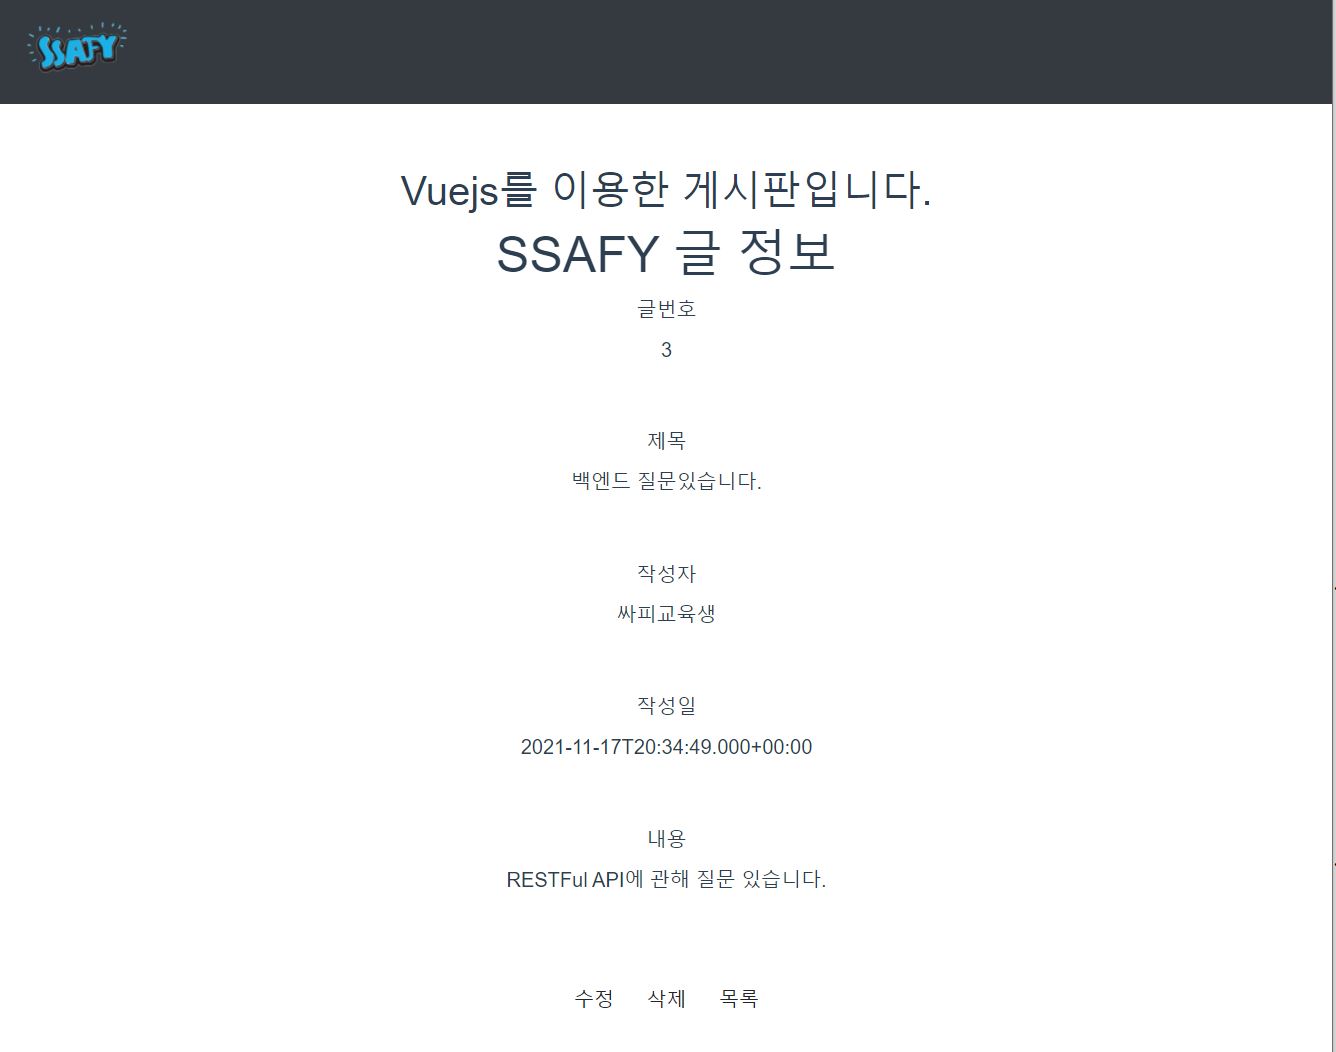 SSAFY
Vuejs를 이용한 게시판입니다.
SSAFY 글 정보
글번호
3
제목
백엔드 질문있습니다.
작성자
싸피교육생
작성일
2021-11-17T20:34:49.000+00:00
내용
RESTFul API에 관해 질문 있습니다.
수정 삭제 목록